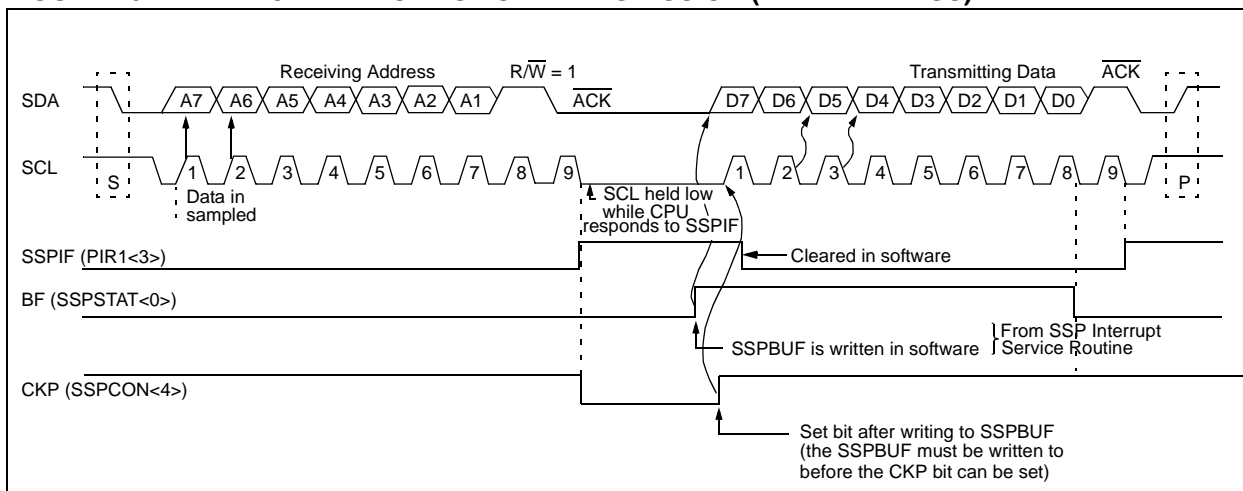 Receiving Address R/W = 1 Transmitting Data ACK
SDA A7 A6 A5 A4 A3 A2 A1 ACK D7 D6 D5 D4 D3 D2 D1 D0
SCL S 1 2 3 4 5 6 7 8 9 1 2 3 4 5 6 7 8 9 P
Data in
sampled
SCL held low
while CPU
responds to SSPIF
SSPIF (PIR1<3>)
Cleared in software
BF (SSPSTAT<0>)
SSPBUF is written in software
From SSP Interrupt
Service Routine
CKP (SSPCON<4>)
Set bit after writing to SSPBUF
(the SSPBUF must be written to
before the CKP bit can be set)